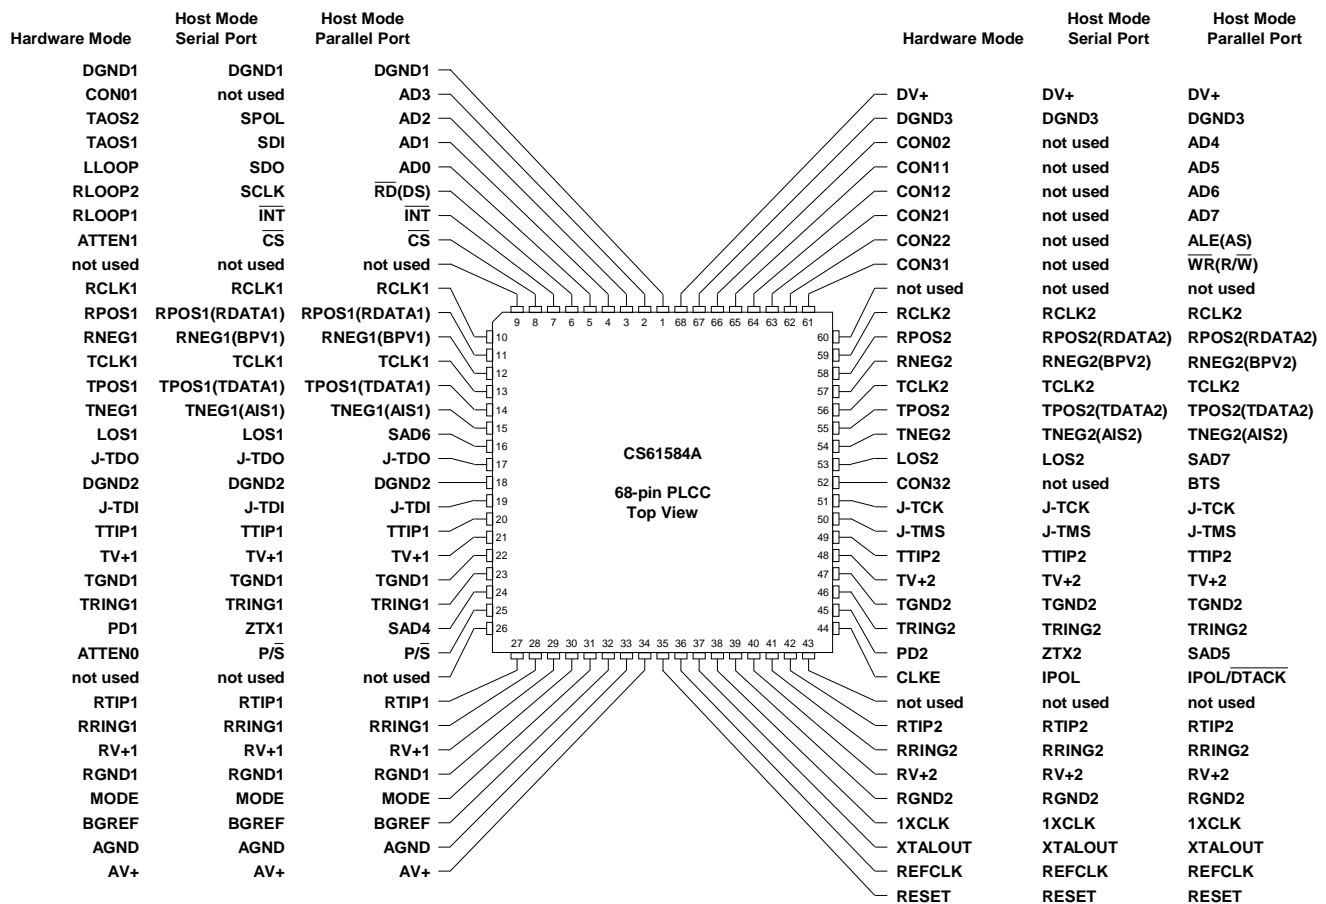 Hardware Mode Host Mode Serial Port Host Mode Parallel Port
DGND1 DGND1 DGND1
CON01 not used AD3
TAOS2 SPOL AD2
TAOS1 SDI AD1
LLOOP SDO AD0
RLOOP2 SCLK R̅D̅(DS)
RLOOP1 I̅N̅T̅ I̅N̅T̅
ATTEN1 C̅S̅ C̅S̅
not used not used not used
RCLK1 RCLK1 RCLK1
RPOS1 RPOS1(RDATA1) RPOS1(RDATA1)
RNEG1 RNEG1(BPV1) RNEG1(BPV1)
TCLK1 TCLK1 TCLK1
TPOS1 TPOS1(TDATA1) TPOS1(TDATA1)
TNEG1 TNEG1(AIS1) TNEG1(AIS1)
LOS1 LOS1 SAD6
J-TDO J-TDO J-TDO
DGND2 DGND2 DGND2
J-TDI J-TDI J-TDI
TTIP1 TTIP1 TTIP1
TV+1 TV+1 TV+1
TGND1 TGND1 TGND1
TRING1 TRING1 TRING1
PD1 ZTX1 SAD4
ATTEN0 P/S̅ P/S̅
not used not used not used
RTIP1 RTIP1 RTIP1
RRING1 RRING1 RRING1
RV+1 RV+1 RV+1
RGND1 RGND1 RGND1
MODE MODE MODE
BGREF BGREF BGREF
AGND AGND AGND
AV+ AV+ AV+
9 8 7 6 5 4 3 2 1 68 67 66 65 64 63 62 61
10
11
12
13
14
15
16
17
18
19
20
21
22
23
24
25
26
CS61584A
68-pin PLCC
Top View
60
59
58
57
56
55
54
53
52
51
50
49
48
47
46
45
44
27 28 29 30 31 32 33 34 35 36 37 38 39 40 41 42 43
Hardware Mode Host Mode Serial Port Host Mode Parallel Port
DV+ DV+ DV+
DGND3 DGND3 DGND3
CON02 not used AD4
CON11 not used AD5
CON12 not used AD6
CON21 not used AD7
CON22 not used ALE(AS)
CON31 not used W̅R̅(R/W̅)
not used not used not used
RCLK2 RCLK2 RCLK2
RPOS2 RPOS2(RDATA2) RPOS2(RDATA2)
RNEG2 RNEG2(BPV2) RNEG2(BPV2)
TCLK2 TCLK2 TCLK2
TPOS2 TPOS2(TDATA2) TPOS2(TDATA2)
TNEG2 TNEG2(AIS2) TNEG2(AIS2)
LOS2 LOS2 SAD7
CON32 not used BTS
J-TCK J-TCK J-TCK
J-TMS J-TMS J-TMS
TTIP2 TTIP2 TTIP2
TV+2 TV+2 TV+2
TGND2 TGND2 TGND2
TRING2 TRING2 TRING2
PD2 ZTX2 SAD5
CLKE IPOL IPOL/D̅T̅A̅C̅K̅
not used not used not used
RTIP2 RTIP2 RTIP2
RRING2 RRING2 RRING2
RV+2 RV+2 RV+2
RGND2 RGND2 RGND2
1XCLK 1XCLK 1XCLK
XTALOUT XTALOUT XTALOUT
REFCLK REFCLK REFCLK
RESET RESET RESET